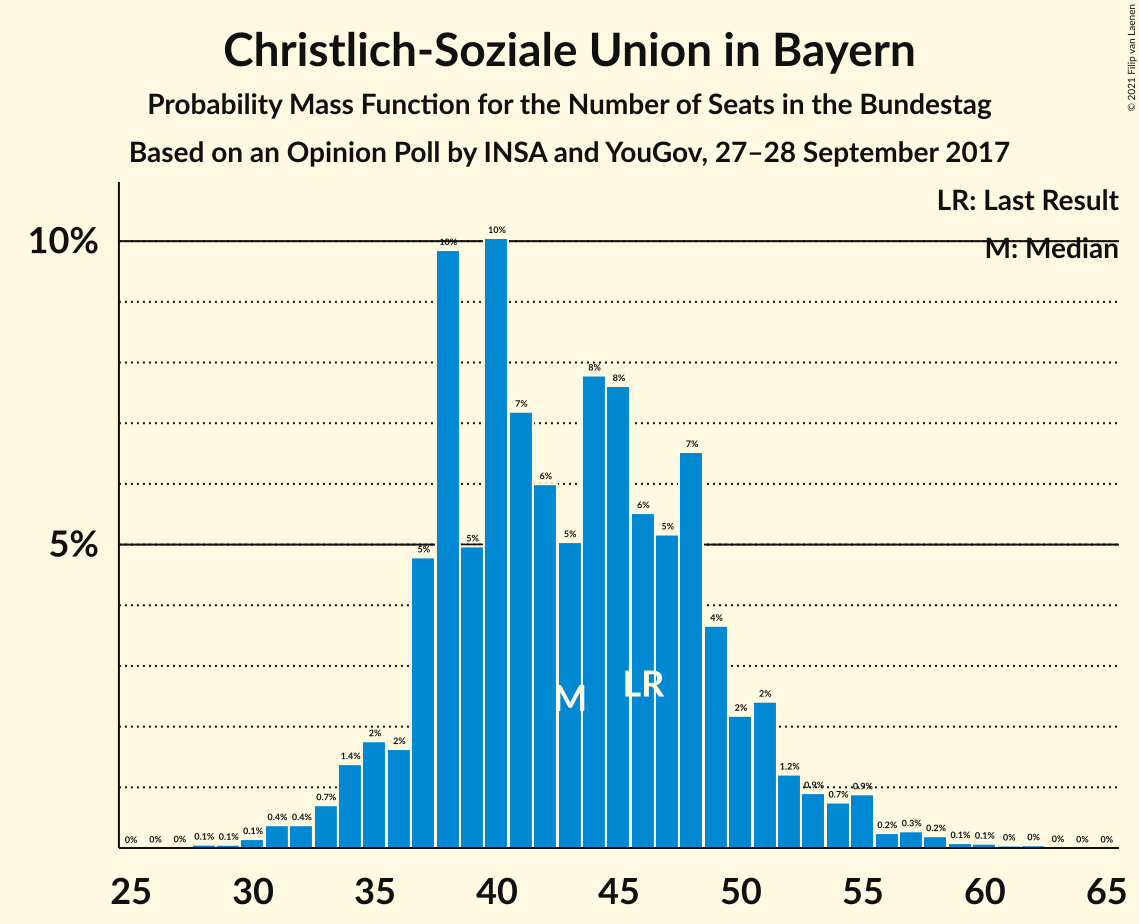 Christlich-Soziale Union in Bayern
Probability Mass Function for the Number of Seats in the Bundestag
Based on an Opinion Poll by INSA and YouGov, 27–28 September 2017
© 2021 Filip van Laenen
LR: Last Result
M: Median
10%
5%
0% 0% 0% 0.1% 0.1% 0.1% 0.4% 0.4% 0.7% 1.4% 2% 2% 5% 10% 5% 10% 7% 6% 5% 8% 8% 6% 5% 7% 4% 2% 2% 1.2% 0.9% 0.7% 0.9% 0.2% 0.3% 0.2% 0.1% 0.1% 0% 0% 0% 0% 0%
M LR
25 30 35 40 45 50 55 60 65